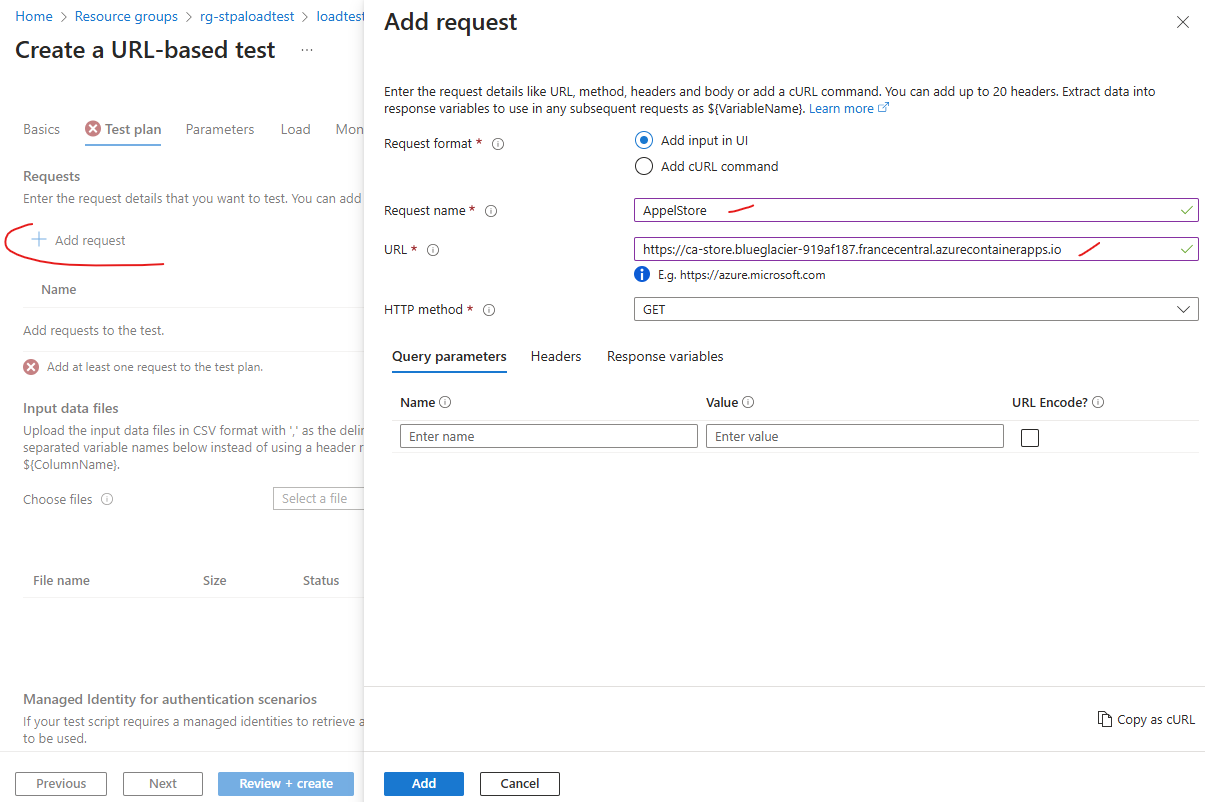 Home > Resource groups > rg-stpaloadtest > loadtest
Create a URL-based test ...
Basics Test plan Parameters Load Mon
Requests
Enter the request details that you want to test. You can add
+ Add request
Name
Add requests to the test.
Add at least one request to the test plan.
Input data files
Upload the input data files in CSV format with ',' as the delin
separated variable names below instead of using a header r
${ColumnName}.
Choose files Select a file
File name Size Status
Managed Identity for authentication scenarios
If your test script requires a managed identities to retrieve a
to be used.
Previous Next Review + create
Add request
Enter the request details like URL, method, headers and body or add a cURL command. You can add up to 20 headers. Extract data into
response variables to use in any subsequent requests as ${VariableName}. Learn more
Request format * Add input in UI
Add cURL command
Request name * AppelStore
URL * https://ca-store.blueglacier-919af187.francecentral.azurecontainerapps.io
E.g. https://azure.microsoft.com
HTTP method * GET
Query parameters Headers Response variables
Name Value URL Encode?
Enter name Enter value
Copy as cURL
Add Cancel